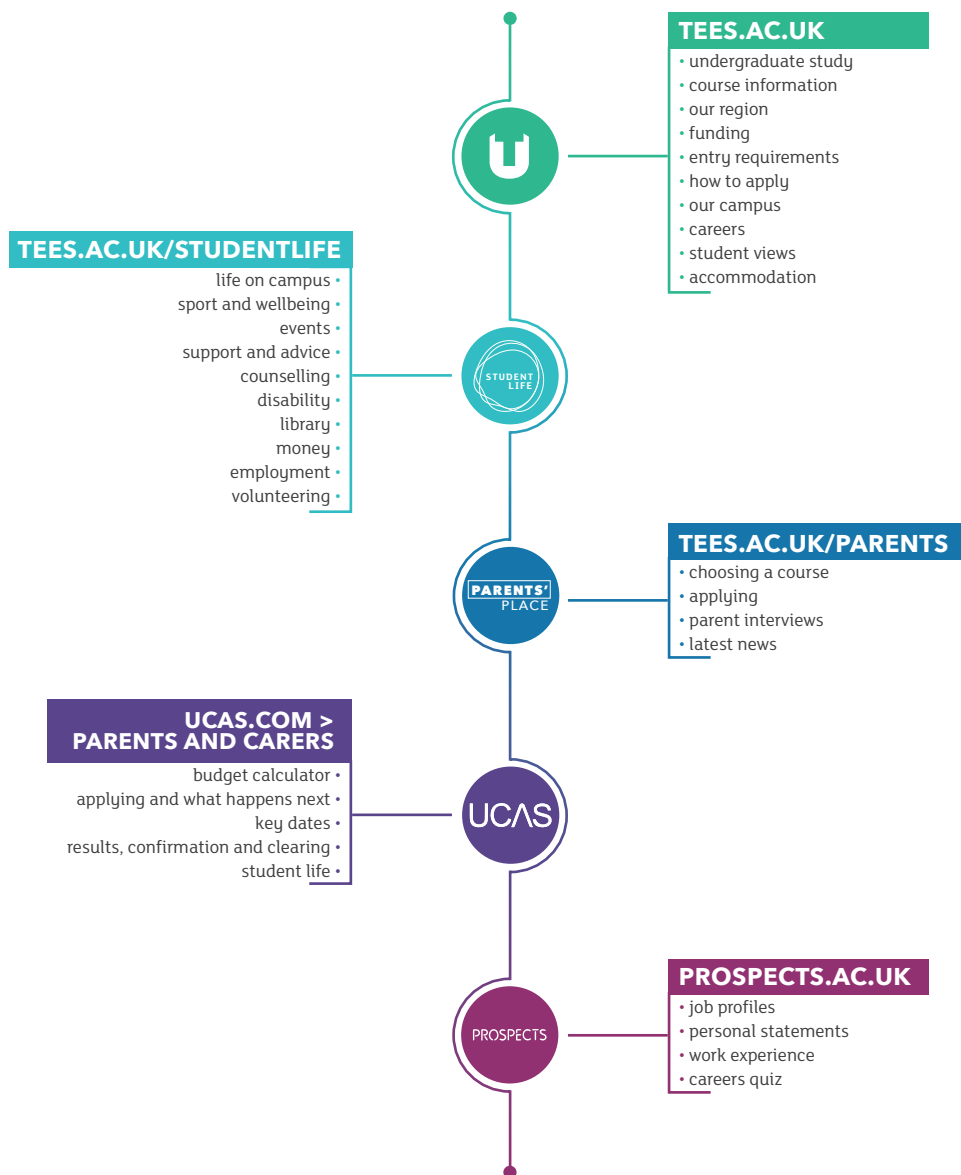 TEES.AC.UK
• undergraduate study
• course information
• our region
• funding
• entry requirements
• how to apply
• our campus
• careers
• student views
• accommodation
TEES.AC.UK/STUDENTLIFE
life on campus •
sport and wellbeing •
events •
support and advice •
counselling •
disability •
library •
money •
employment •
volunteering •
STUDENT
LIFE
TEES.AC.UK/PARENTS
• choosing a course
• applying
• parent interviews
• latest news
PARENTS'
PLACE
UCAS.COM >
PARENTS AND CARERS
budget calculator •
applying and what happens next •
key dates •
results, confirmation and clearing •
student life •
UCAS
PROSPECTS.AC.UK
• job profiles
• personal statements
• work experience
• careers quiz
PROSPECTS